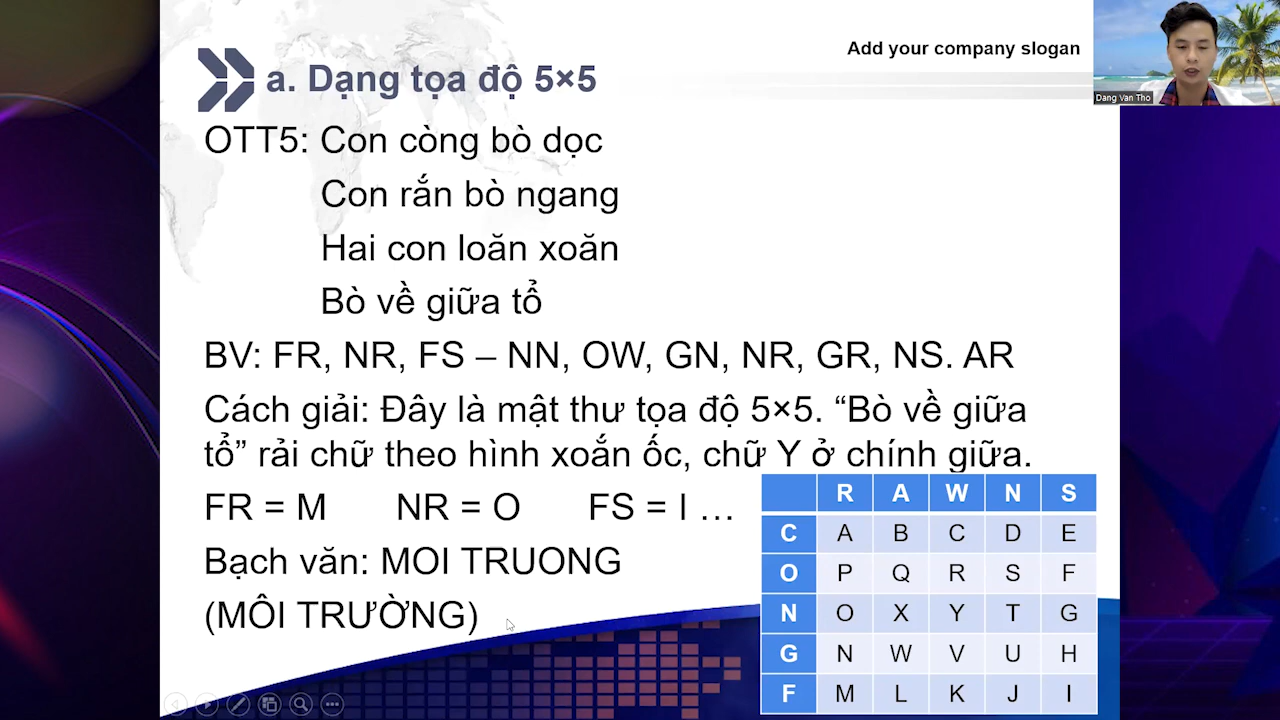 Add your company slogan
Dang Van Tho
a. Dạng tọa độ 5×5
OTT5: Con còng bò dọc
Con rắn bò ngang
Hai con loăn xoăn
Bò về giữa tổ
BV: FR, NR, FS – NN, OW, GN, NR, GR, NS. AR
Cách giải: Đây là mật thư tọa độ 5×5. “Bò về giữa
tổ” rải chữ theo hình xoắn ốc, chữ Y ở chính giữa.
FR = M NR = O FS = I …
Bạch văn: MOI TRUONG
(MÔI TRƯỜNG)
R A W N S
C A B C D E
O P Q R S F
N O X Y T G
G N W V U H
F M L K J I